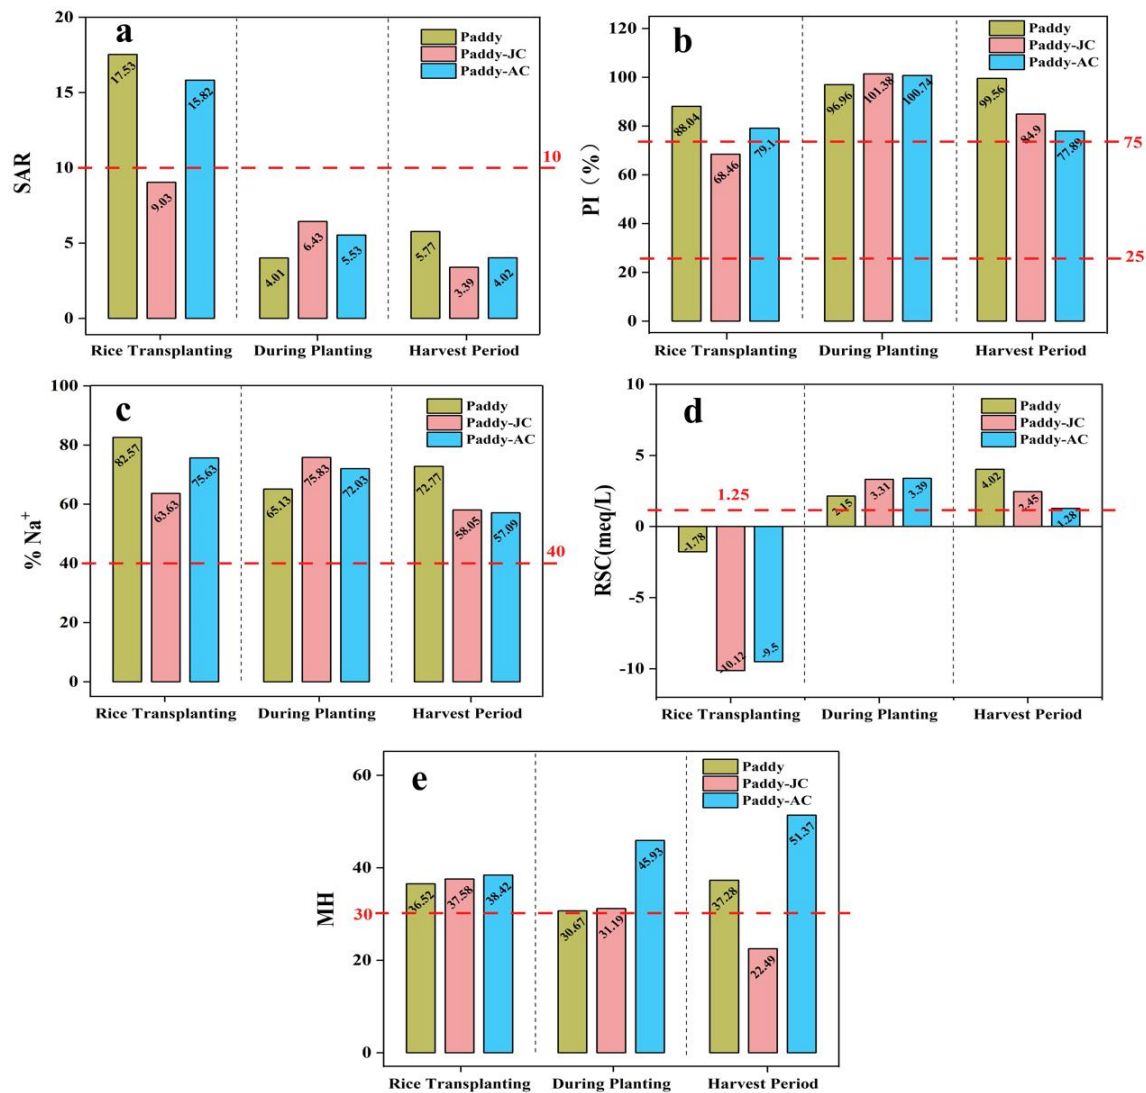 a
Paddy
Paddy-JC
Paddy-AC
SAR
20
15
10
5
0
10
17.53
9.03
15.82
4.01
6.43
5.53
5.77
3.39
4.02
Rice Transplanting During Planting Harvest Period
b
Paddy
Paddy-JC
Paddy-AC
PI（%）
120
100
80
60
40
20
0
75
25
88.04
68.46
79.1
96.96
101.38
100.74
99.56
84.9
77.89
Rice Transplanting During Planting Harvest Period
c
Paddy
Paddy-JC
Paddy-AC
% Na⁺
100
80
60
40
20
0
40
82.57
63.63
75.63
65.13
75.83
72.03
72.77
58.05
57.09
Rice Transplanting During Planting Harvest Period
d
Paddy
Paddy-JC
Paddy-AC
RSC(meq/L)
10
5
0
-5
-10
1.25
-1.78
-10.12
-9.5
2.15
3.31
3.39
4.02
2.45
1.28
Rice Transplanting During Planting Harvest Period
e
Paddy
Paddy-JC
Paddy-AC
MH
60
40
20
0
30
36.52
37.58
38.42
30.67
31.19
45.93
37.28
22.49
51.37
Rice Transplanting During Planting Harvest Period